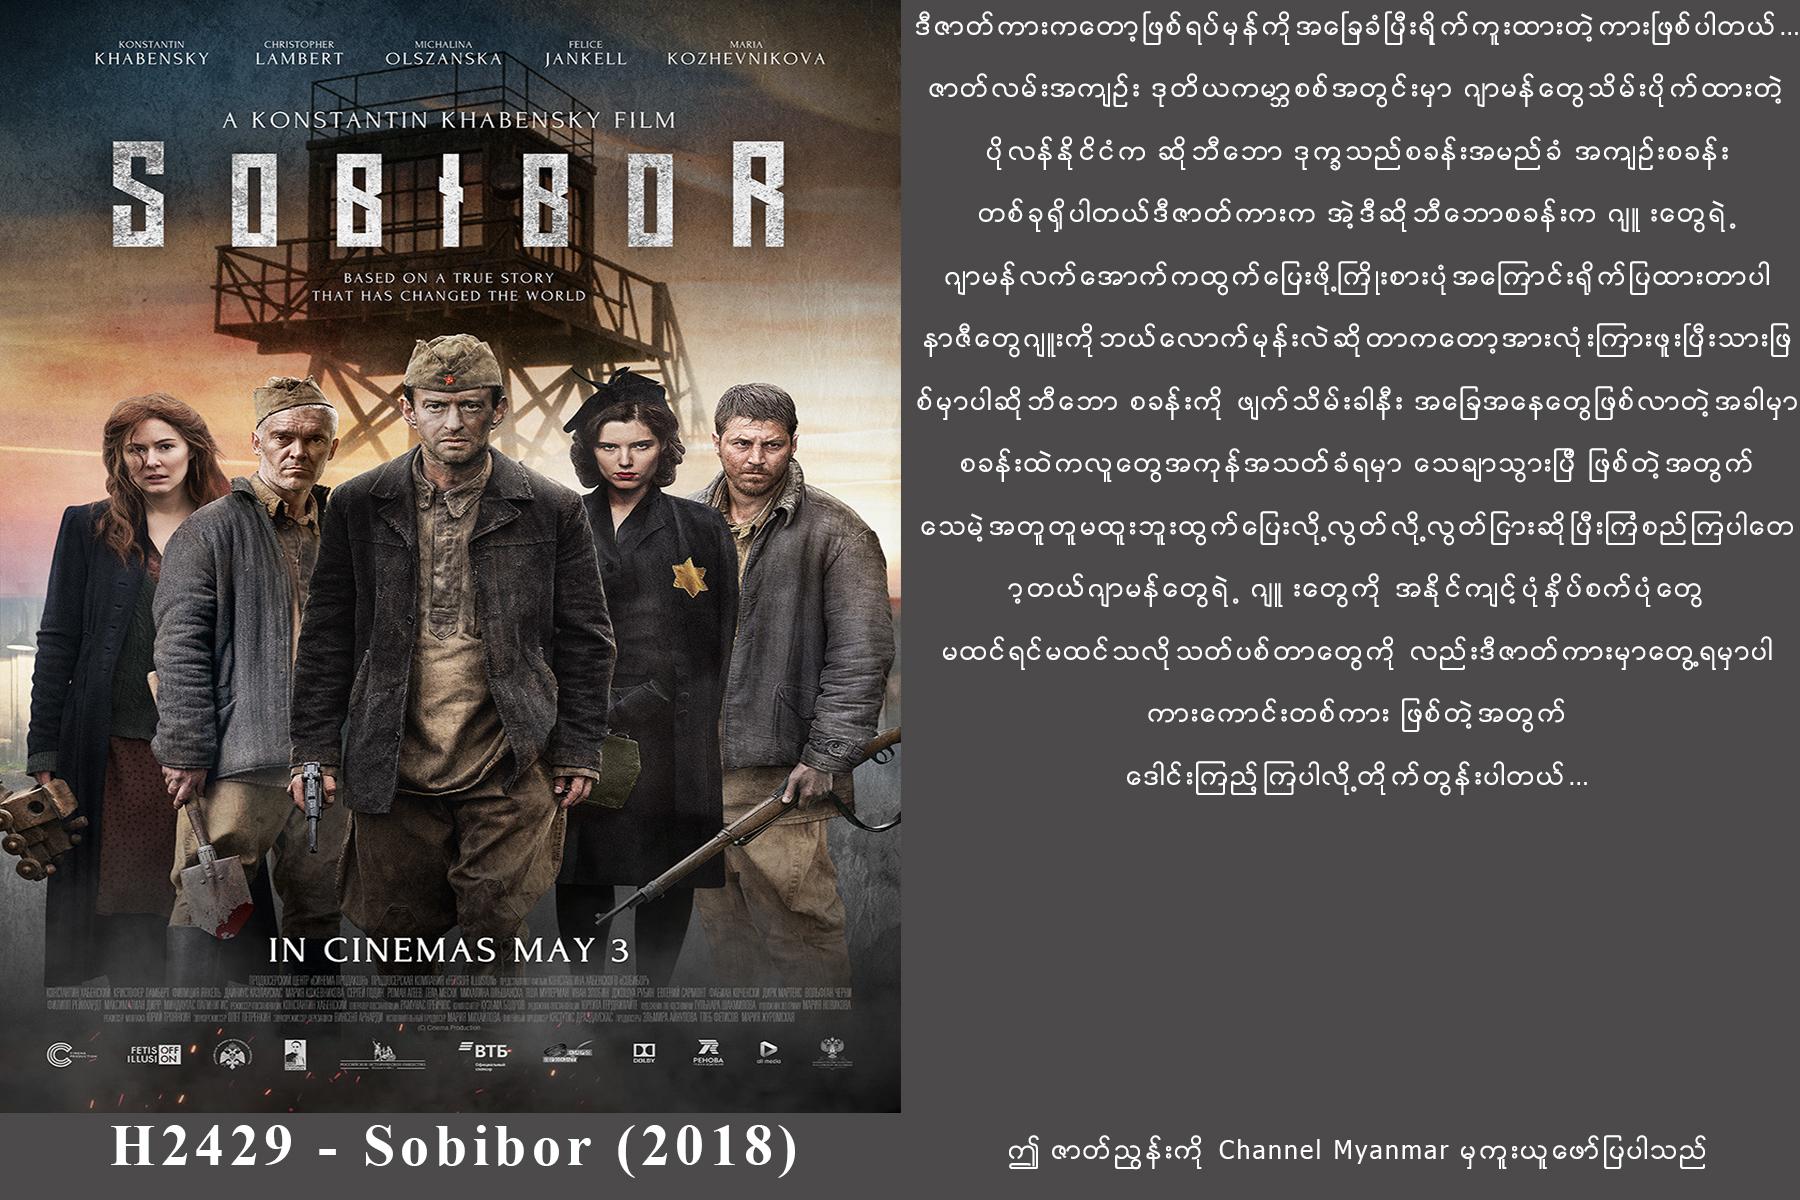 KONSTANTIN KHABENSKY
CHRISTOPHER LAMBERT
MICHALINA OLSZANSKA
FELICE JANKELL
MARIA KOZHEVNIKOVA
A KONSTANTIN KHABENSKY FILM
SOBIBOR
BASED ON A TRUE STORY
THAT HAS CHANGED THE WORLD
IN CINEMAS MAY 3
(C) Cinema Production
FETIS
ILLUSI OFF ON
ВТБ
DOLBY
РЕНОВА
all media
H2429 - Sobibor (2018)
ဒီဇာတ်ကားကတော့ဖြစ်ရပ်မှန်ကိုအခြေခံပြီးရိုက်ကူးထားတဲ့ကားဖြစ်ပါတယ်...
ဇာတ်လမ်းအကျဉ်း ဒုတိယကမ္ဘာစစ်အတွင်းမှာ ဂျာမန်တွေသိမ်းပိုက်ထားတဲ့
ပိုလန်နိုင်ငံက ဆိုဘီဘော ဒုက္ခသည်စခန်းအမည်ခံ အကျဉ်းစခန်း
တစ်ခုရှိပါတယ်ဒီဇာတ်ကားက အဲ့ဒီဆိုဘီဘောစခန်းက ဂျူးတွေရဲ့
ဂျာမန်လက်အောက်ကထွက်ပြေးဖို့ကြိုးစားပုံအကြောင်းရိုက်ပြထားတာပါ
နာဇီတွေဂျူးကိုဘယ်လောက်မုန်းလဲဆိုတာကတော့အားလုံးကြားဖူးပြီးသားဖြ
စ်မှာပါဆိုဘီဘော စခန်းကို ဖျက်သိမ်းခါနီး အခြေအနေတွေဖြစ်လာတဲ့အခါမှာ
စခန်းထဲကလူတွေအကုန်အသတ်ခံရမှာ သေချာသွားပြီ ဖြစ်တဲ့အတွက်
သေမဲ့အတူတူမထူးဘူးထွက်ပြေးလို့လွတ်လို့လွတ်ငြားဆိုပြီးကြံစည်ကြပါတေ
ာ့တယ်ဂျာမန်တွေရဲ့ ဂျူးတွေကို အနိုင်ကျင့်ပုံနှိပ်စက်ပုံတွေ
မထင်ရင်မထင်သလိုသတ်ပစ်တာတွေကို လည်းဒီဇာတ်ကားမှာတွေ့ရမှာပါ
ကားကောင်းတစ်ကား ဖြစ်တဲ့အတွက်
ဒေါင်းကြည့်ကြပါလို့တိုက်တွန်းပါတယ်...
ဤ ဇာတ်ညွှန်းကို Channel Myanmar မှကူးယူဖော်ပြပါသည်